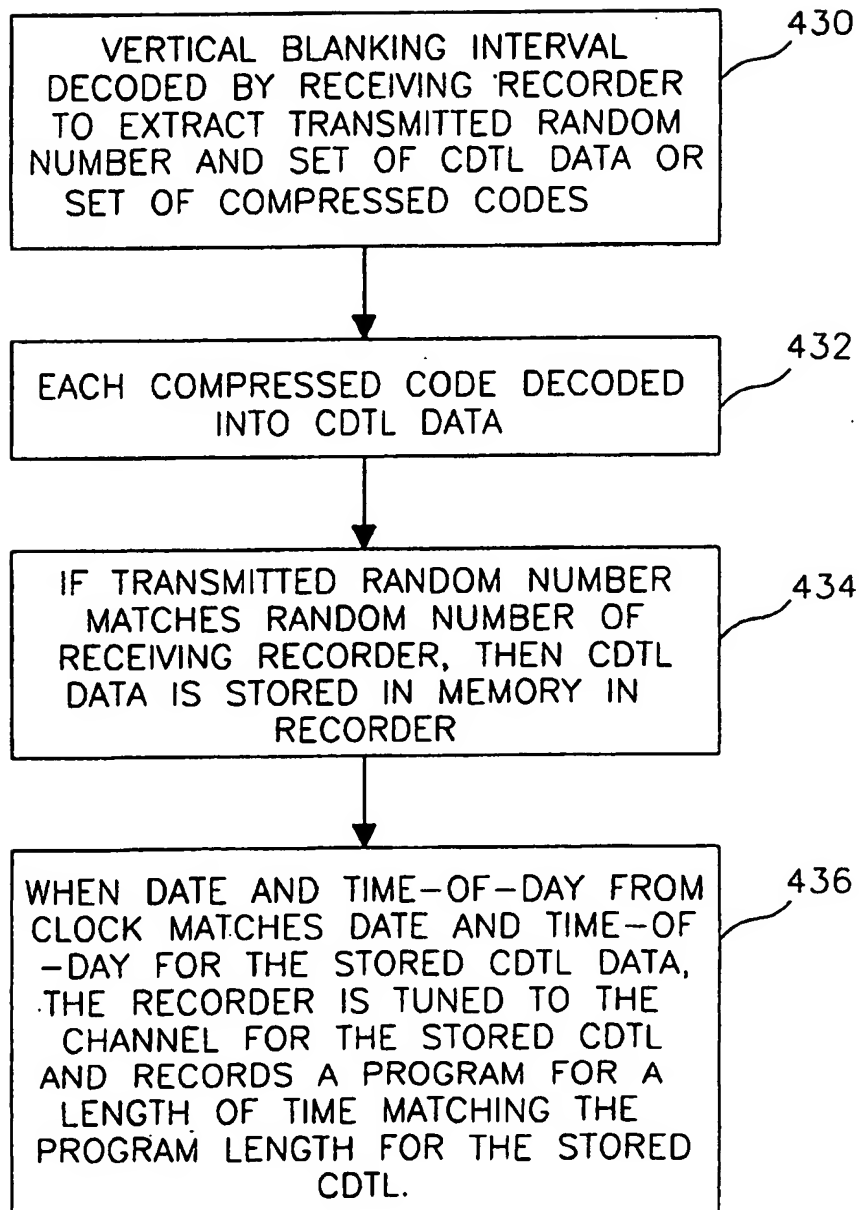 430
VERTICAL BLANKING INTERVAL
DECODED BY RECEIVING RECORDER
TO EXTRACT TRANSMITTED RANDOM
NUMBER AND SET OF CDTL DATA OR
SET OF COMPRESSED CODES
432
EACH COMPRESSED CODE DECODED
INTO CDTL DATA
434
IF TRANSMITTED RANDOM NUMBER
MATCHES RANDOM NUMBER OF
RECEIVING RECORDER, THEN CDTL
DATA IS STORED IN MEMORY IN
RECORDER
436
WHEN DATE AND TIME-OF-DAY FROM
CLOCK MATCHES DATE AND TIME-OF
-DAY FOR THE STORED CDTL DATA,
THE RECORDER IS TUNED TO THE
CHANNEL FOR THE STORED CDTL
AND RECORDS A PROGRAM FOR A
LENGTH OF TIME MATCHING THE
PROGRAM LENGTH FOR THE STORED
CDTL.